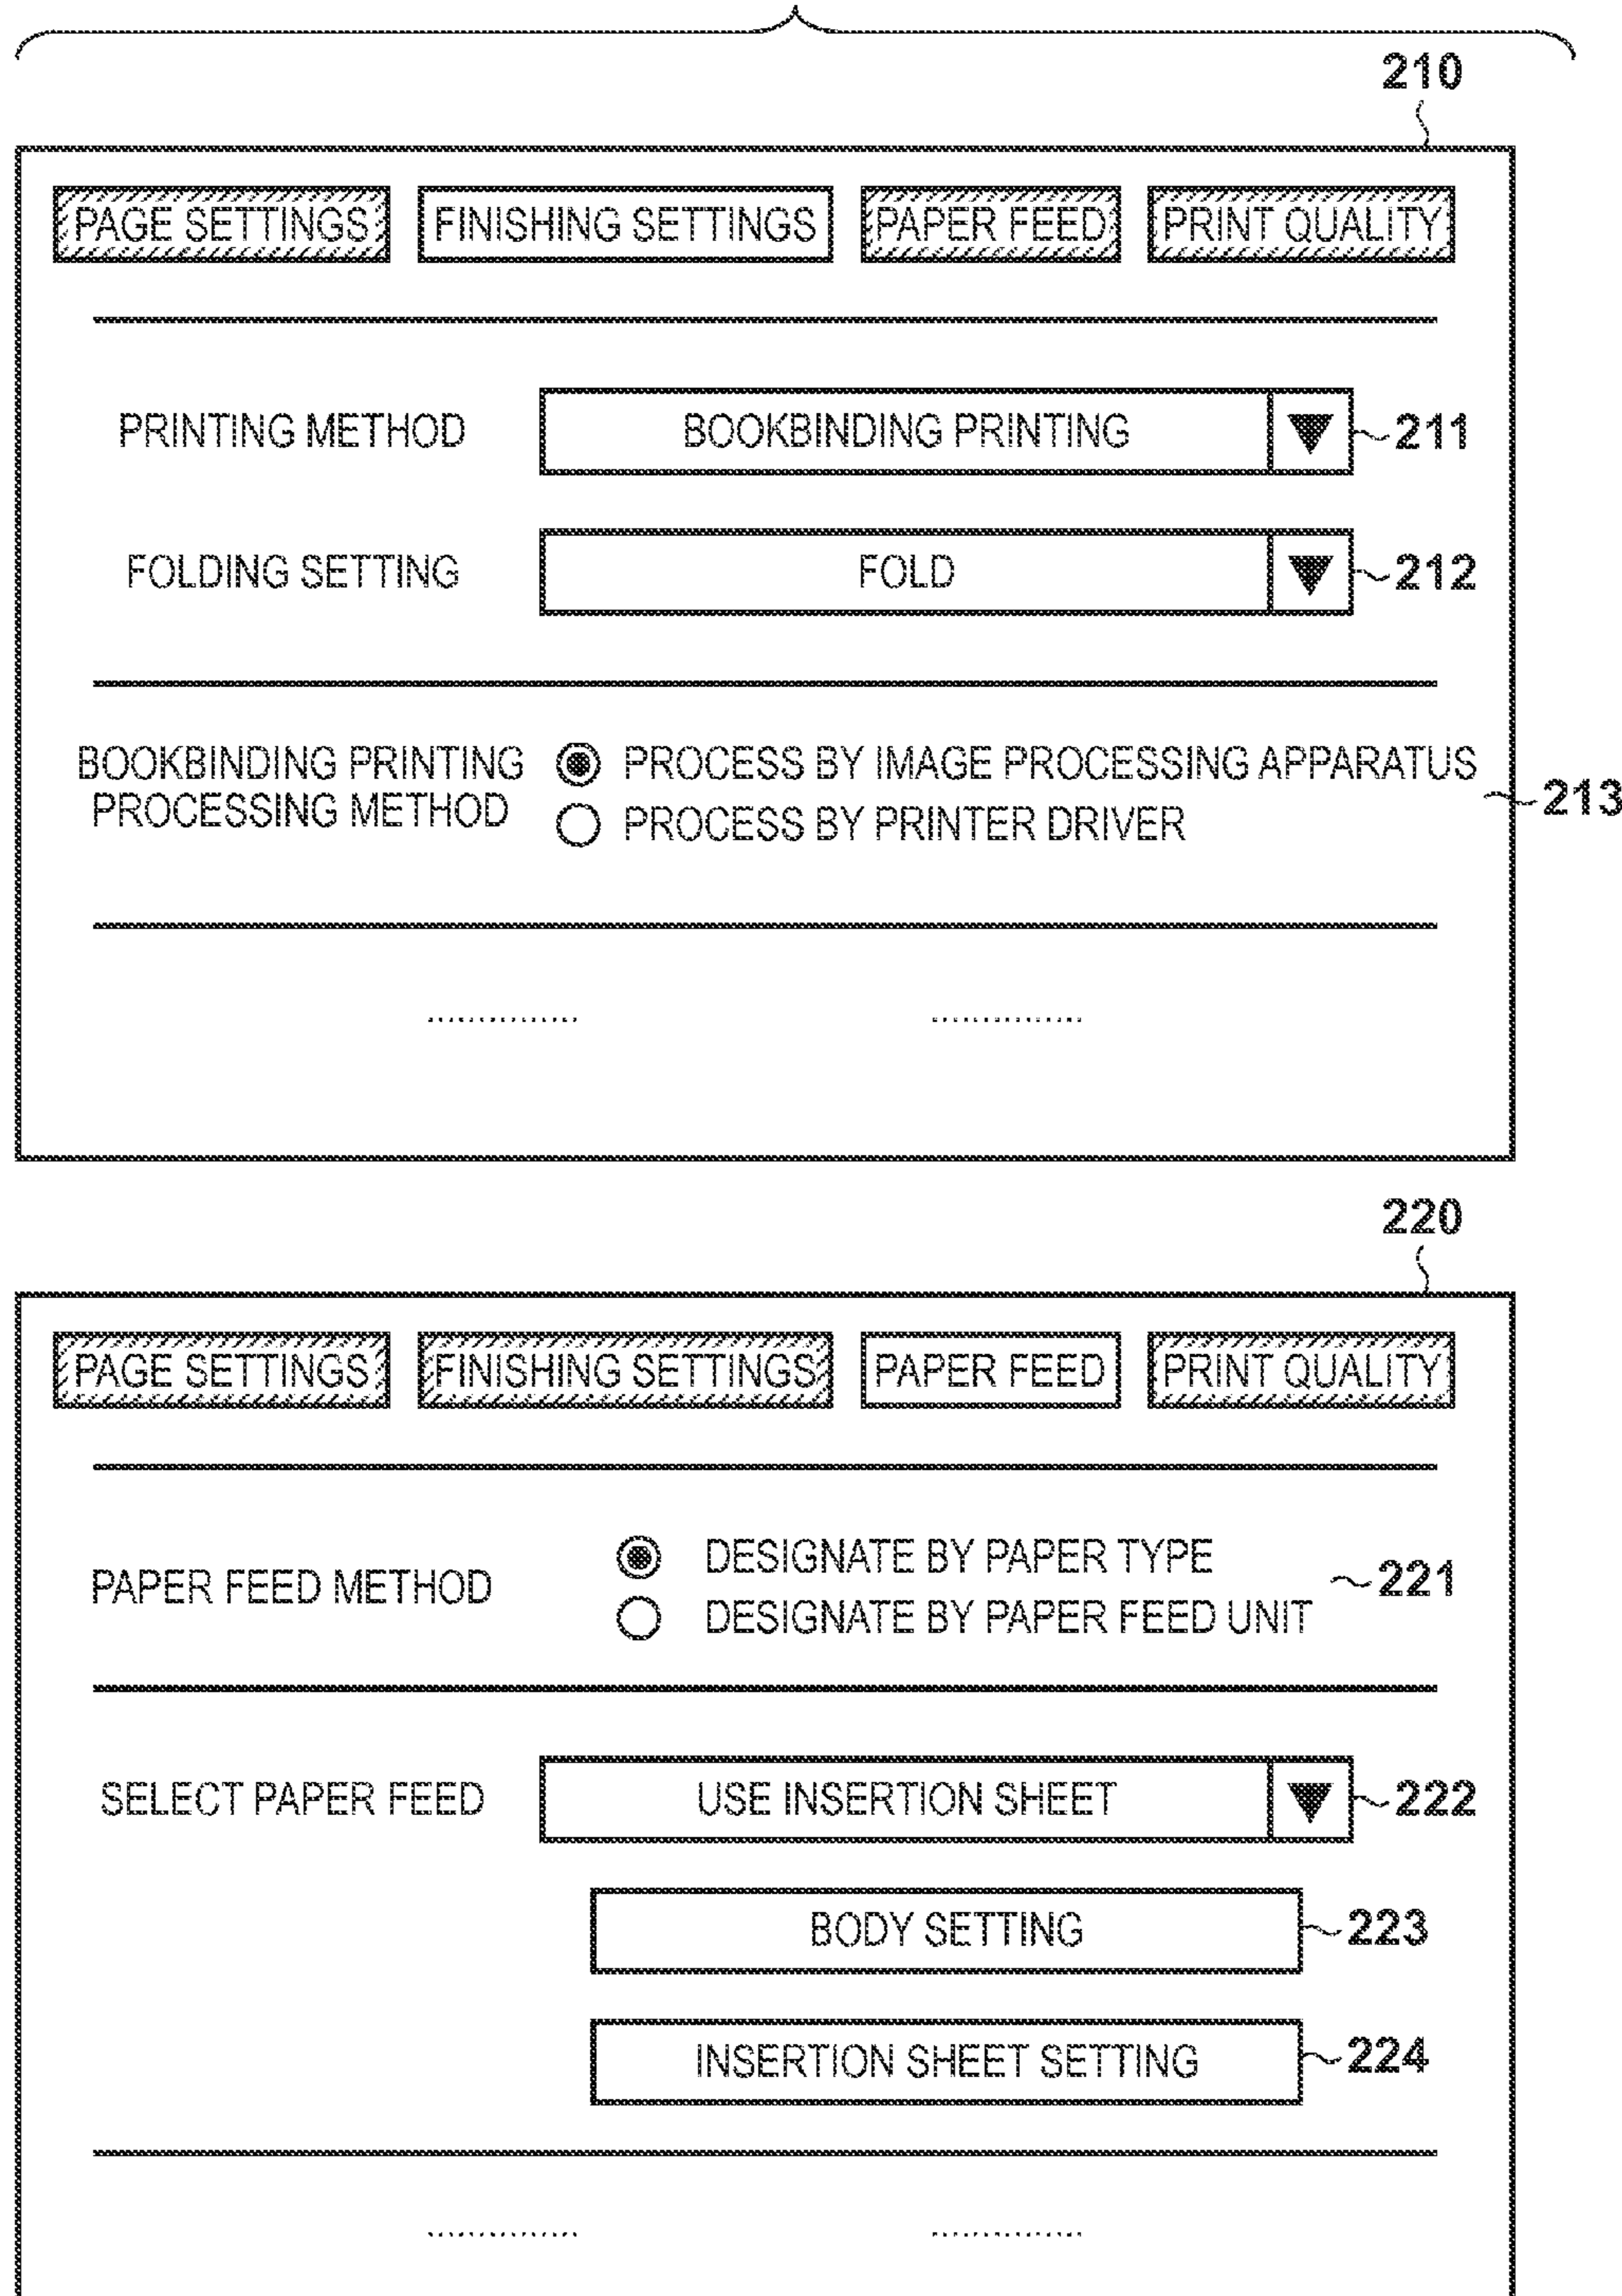 210
PAGE SETTINGS FINISHING SETTINGS PAPER FEED PRINT QUALITY
PRINTING METHOD BOOKBINDING PRINTING 211
FOLDING SETTING FOLD 212
BOOKBINDING PRINTING PROCESSING METHOD
PROCESS BY IMAGE PROCESSING APPARATUS
PROCESS BY PRINTER DRIVER
213
..............  ..............
220
PAGE SETTINGS FINISHING SETTINGS PAPER FEED PRINT QUALITY
PAPER FEED METHOD
DESIGNATE BY PAPER TYPE
DESIGNATE BY PAPER FEED UNIT
221
SELECT PAPER FEED USE INSERTION SHEET 222
BODY SETTING 223
INSERTION SHEET SETTING 224
..............  ..............